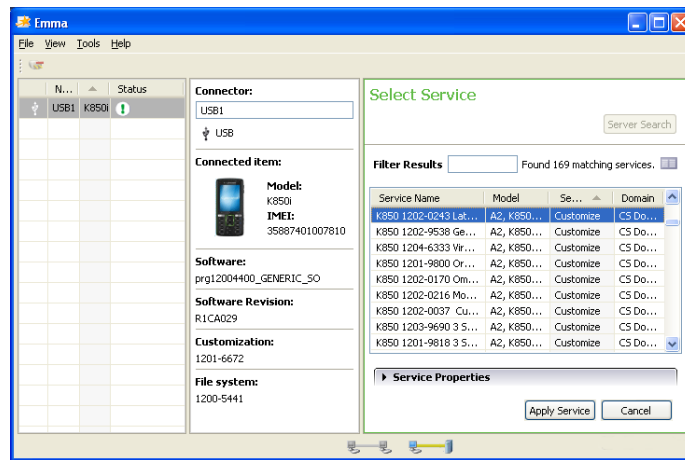 Emma
File View Tools Help
N... Status
USB1 K850i
Connector:
USB1
USB
Connected item:
Model:
K850i
IMEI:
35887401007810
Software:
prg12004400_GENERIC_SO
Software Revision:
R1CA029
Customization:
1201-6672
File system:
1200-5441
Select Service
Server Search
Filter Results Found 169 matching services.
Service Name Model Se... Domain
K850 1202-0243 Lat... A2, K850... Customize CS Do...
K850 1202-9538 Ge... A2, K850... Customize CS Do...
K850 1204-6333 Vir... A2, K850... Customize CS Do...
K850 1201-9800 Or... A2, K850... Customize CS Do...
K850 1202-0170 Om... A2, K850... Customize CS Do...
K850 1202-0216 Mo... A2, K850... Customize CS Do...
K850 1202-0037 Cu... A2, K850... Customize CS Do...
K850 1203-9690 3 S... A2, K850... Customize CS Do...
K850 1201-9818 3 S... A2, K850... Customize CS Do...
Service Properties
Apply Service Cancel